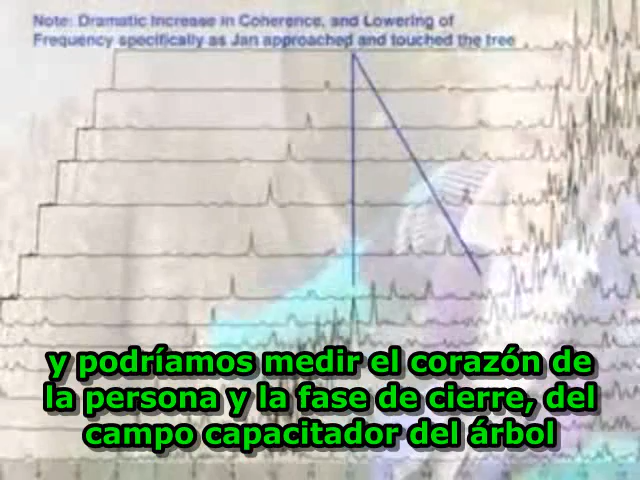 Note: Dramatic Increase in Coherence, and Lowering of
Frequency specifically as Jan approached and touched the tree
y podríamos medir el corazón de
la persona y la fase de cierre, del
campo capacitador del árbol